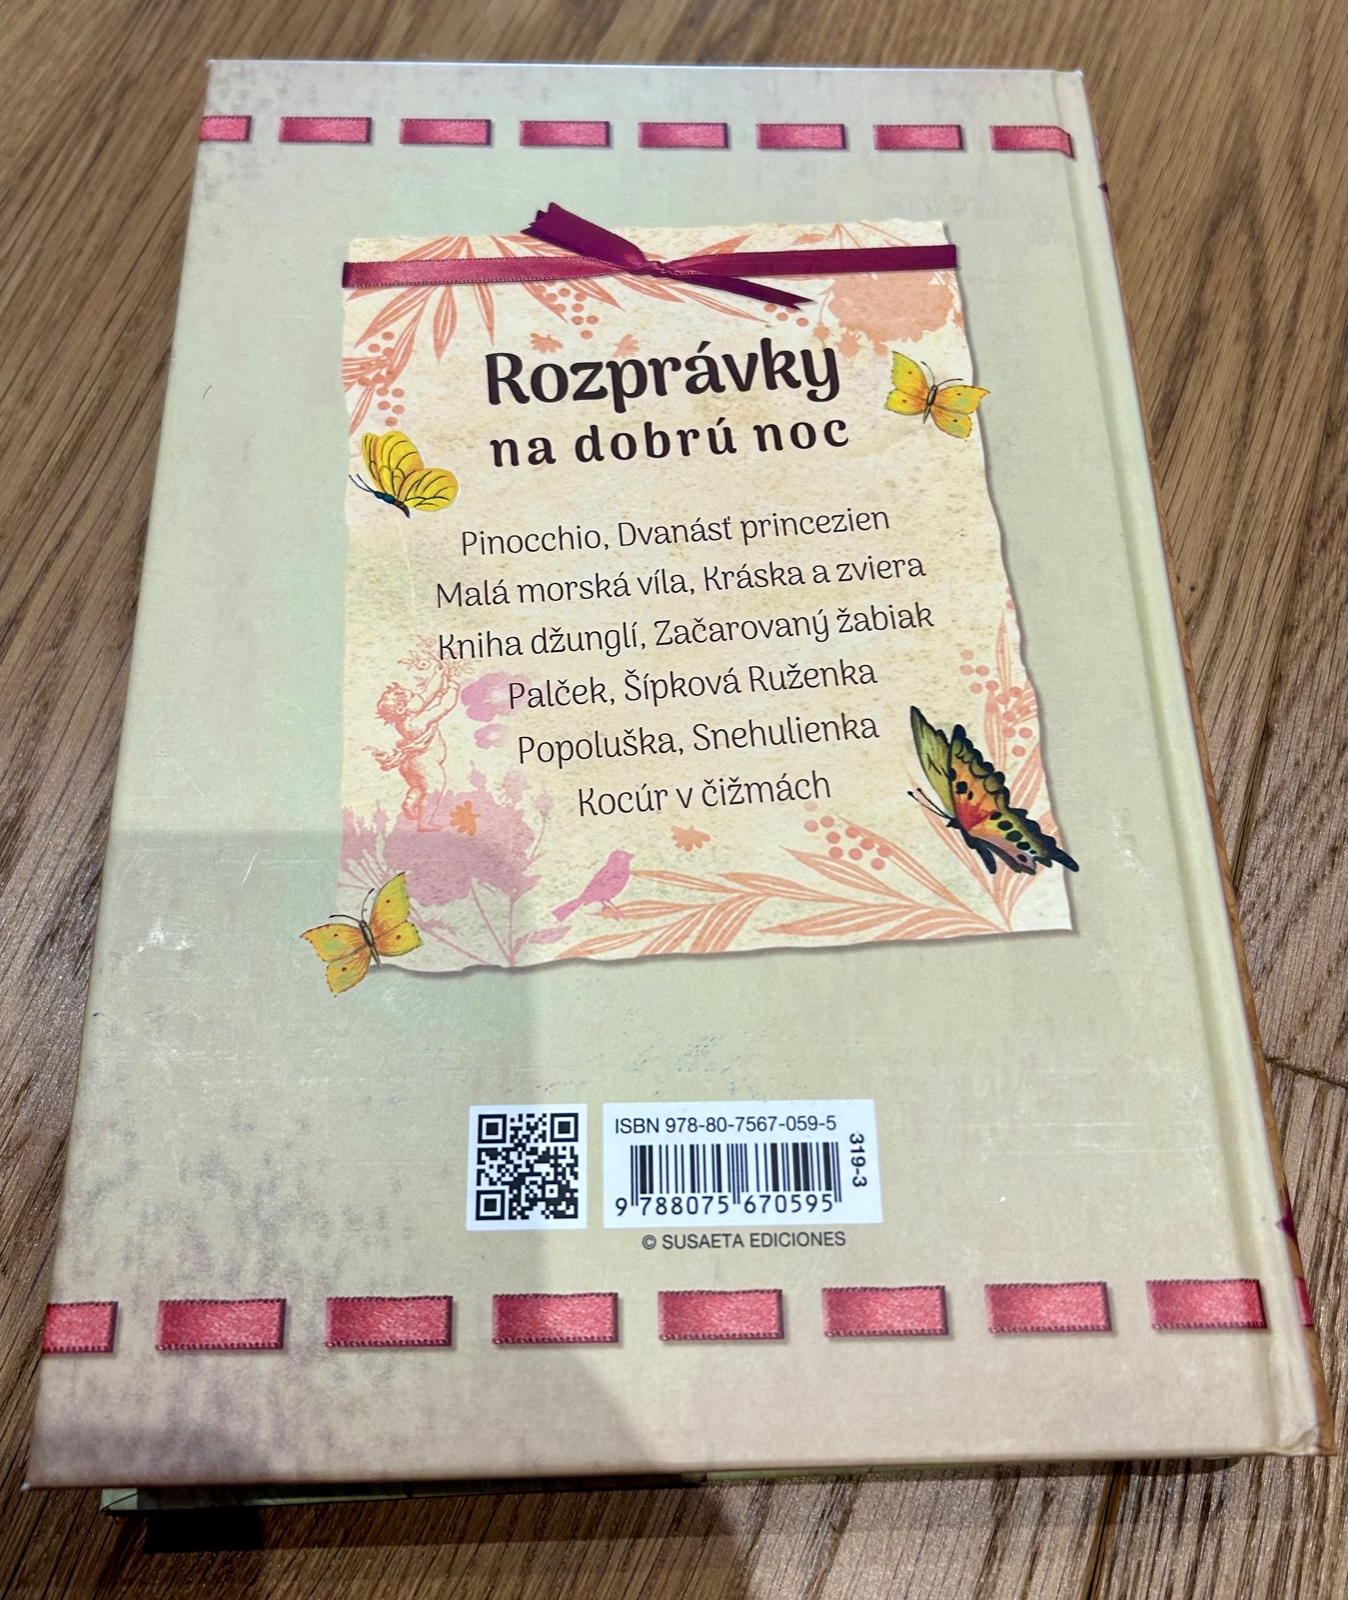 Rozprávky
na dobrú noc
Pinocchio, Dvanásť princezien
Malá morská víla, Kráska a zviera
Kniha džunglí, Začarovaný žabiak
Palček, Šípková Ruženka
Popoluška, Snehulienka
Kocúr v čižmách
ISBN 978-80-7567-059-5
319-3
9 788075 670595
© SUSAETA EDICIONES